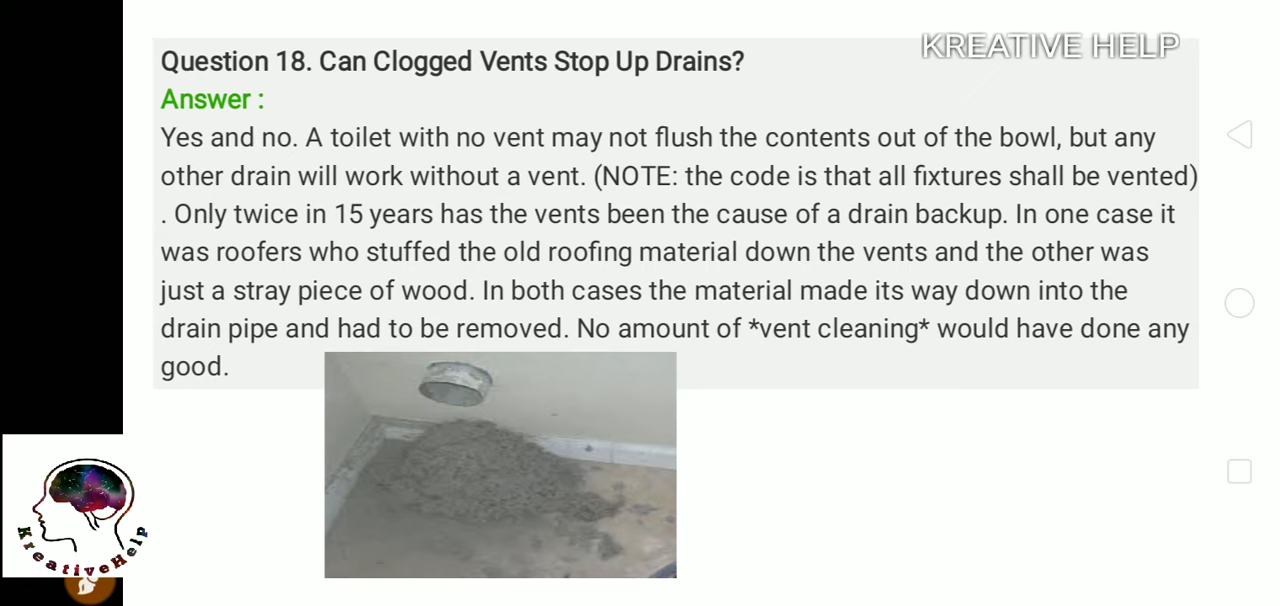 KREATIVE HELP
Question 18. Can Clogged Vents Stop Up Drains?
Answer :
Yes and no. A toilet with no vent may not flush the contents out of the bowl, but any
other drain will work without a vent. (NOTE: the code is that all fixtures shall be vented)
. Only twice in 15 years has the vents been the cause of a drain backup. In one case it
was roofers who stuffed the old roofing material down the vents and the other was
just a stray piece of wood. In both cases the material made its way down into the
drain pipe and had to be removed. No amount of *vent cleaning* would have done any
good.
KreativeHelp